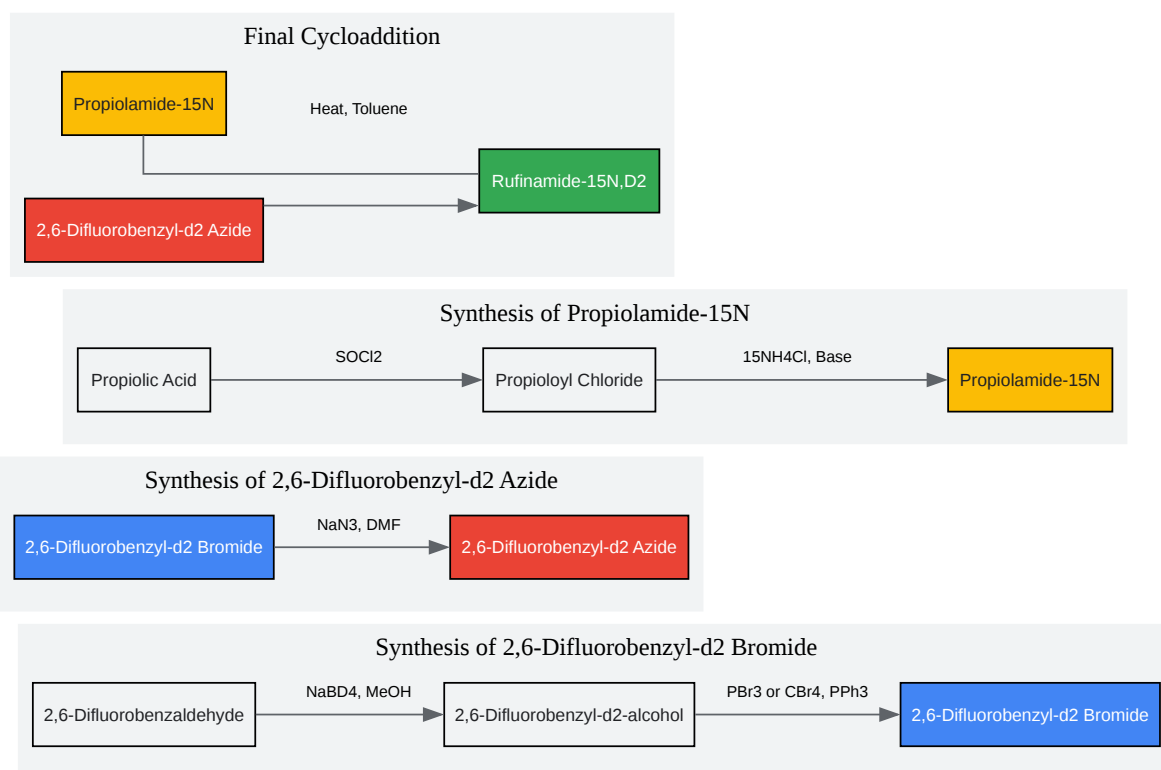 Final Cycloaddition
Propiolamide-15N
Heat, Toluene
Rufinamide-15N,D2
2,6-Difluorobenzyl-d2 Azide
Synthesis of Propiolamide-15N
Propiolic Acid
SOCl2
Propioloyl Chloride
15NH4Cl, Base
Propiolamide-15N
Synthesis of 2,6-Difluorobenzyl-d2 Azide
2,6-Difluorobenzyl-d2 Bromide
NaN3, DMF
2,6-Difluorobenzyl-d2 Azide
Synthesis of 2,6-Difluorobenzyl-d2 Bromide
2,6-Difluorobenzaldehyde
NaBD4, MeOH
2,6-Difluorobenzyl-d2-alcohol
PBr3 or CBr4, PPh3
2,6-Difluorobenzyl-d2 Bromide